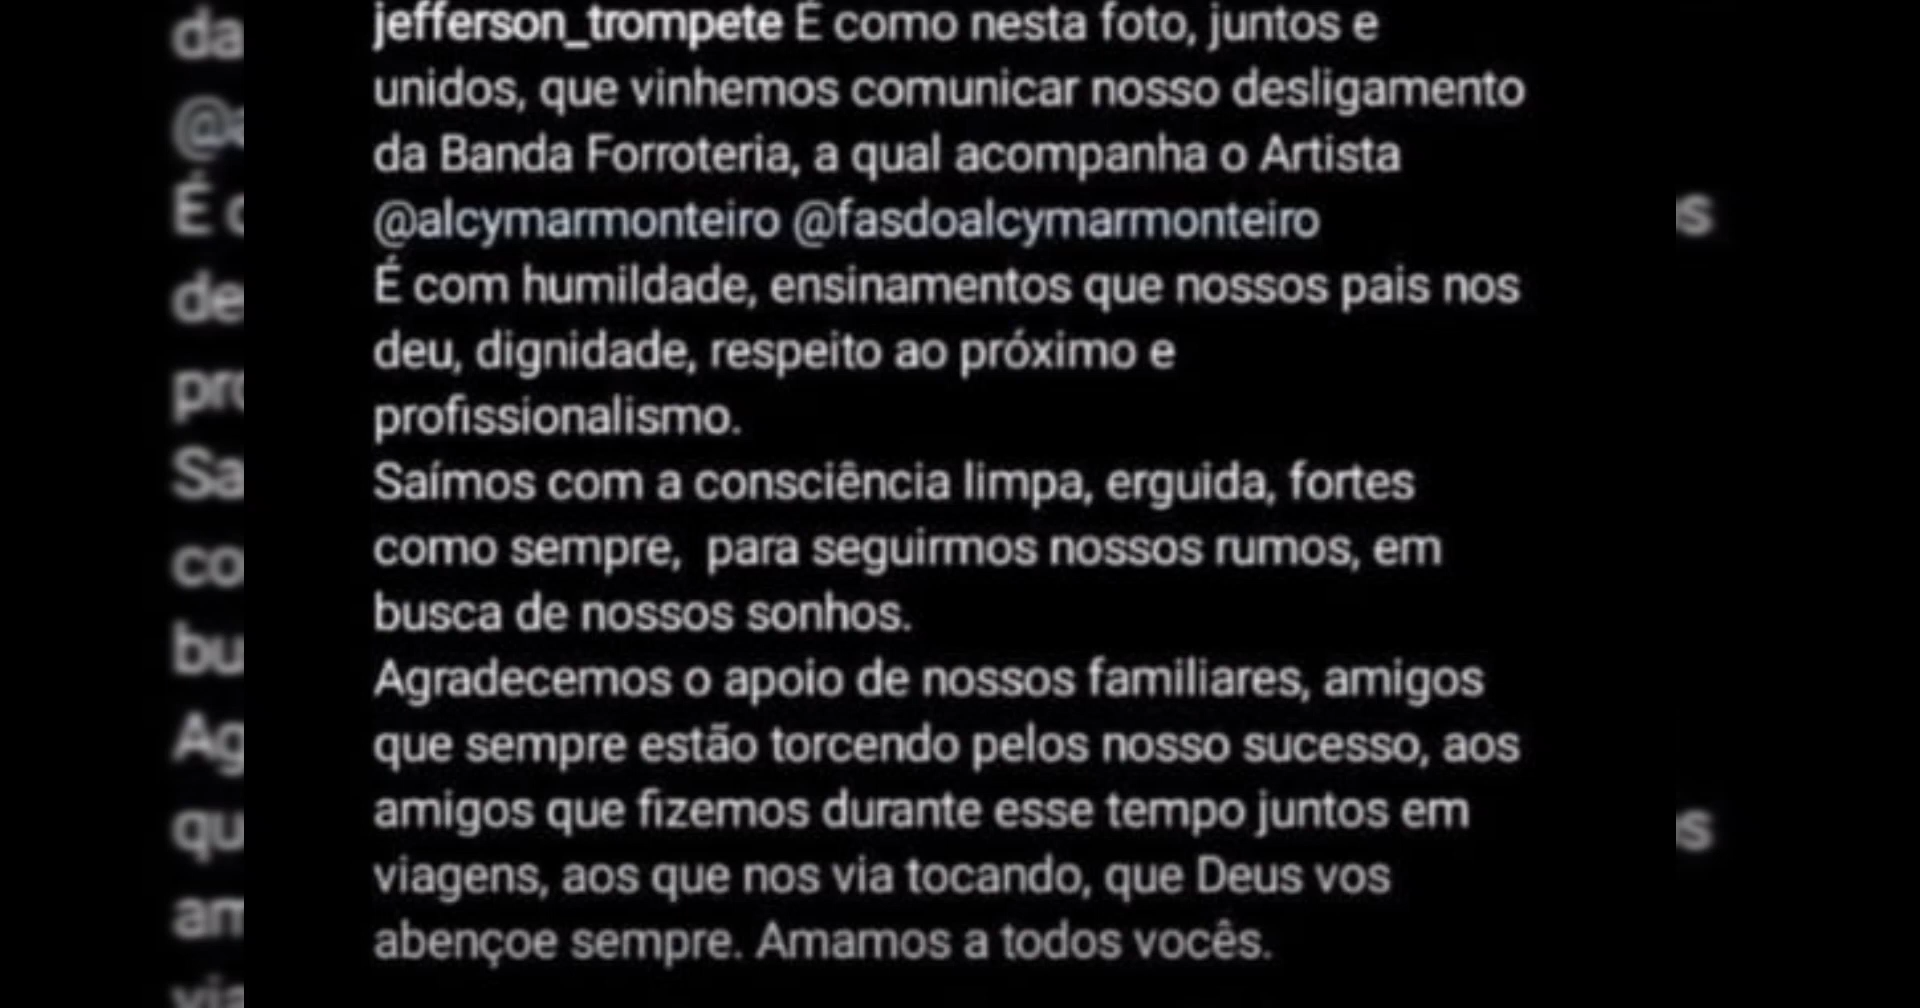 jefferson_trompete É como nesta foto, juntos e
unidos, que vinhemos comunicar nosso desligamento
da Banda Forroteria, a qual acompanha o Artista
@alcymarmonteiro @fasdoalcymarmonteiro
É com humildade, ensinamentos que nossos pais nos
deu, dignidade, respeito ao próximo e
profissionalismo.
Saímos com a consciência limpa, erguida, fortes
como sempre,  para seguirmos nossos rumos, em
busca de nossos sonhos.
Agradecemos o apoio de nossos familiares, amigos
que sempre estão torcendo pelos nosso sucesso, aos
amigos que fizemos durante esse tempo juntos em
viagens, aos que nos via tocando, que Deus vos
abençoe sempre. Amamos a todos vocês.